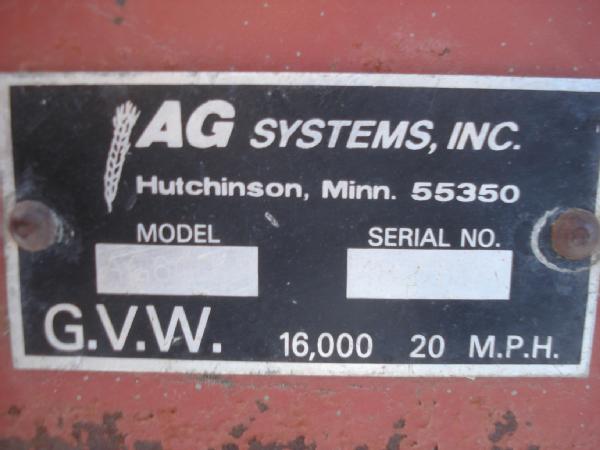 AG SYSTEMS, INC.
Hutchinson, Minn. 55350
MODEL SERIAL NO.
G.V.W. 16,000 20 M.P.H.